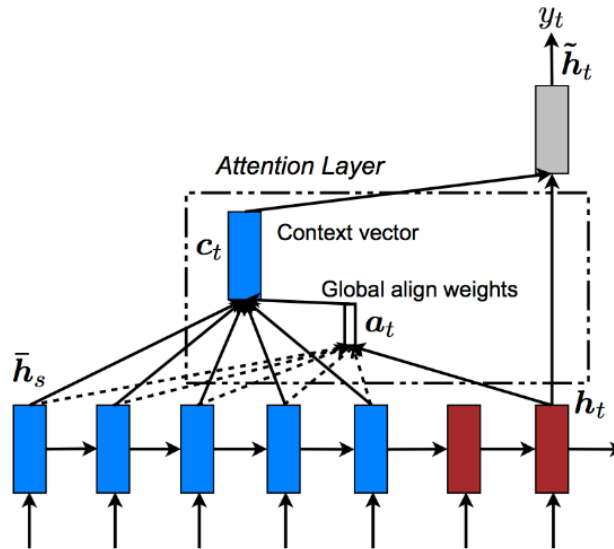 y_t
h̃_t
Attention Layer
c_t
Context vector
Global align weights
a_t
h̄_s
h_t